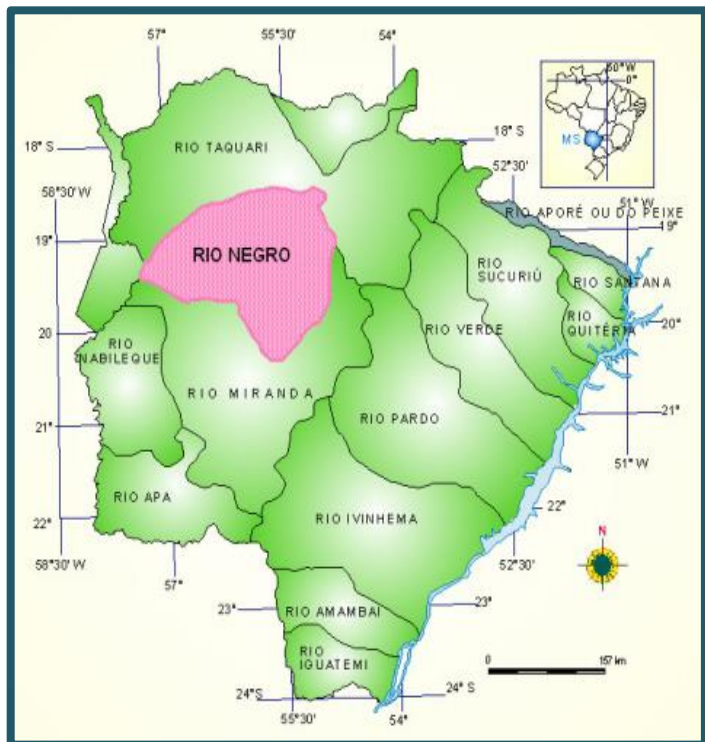 57°
55°30'
54°
50°W
0°
MS
18° S
RIO TAQUARI
18° S
52°30'
58°30' W
51° W
RIO APORÉ OU DO PEIXE
19°
19°
RIO NEGRO
RIO
SUCURIÚ
RIO SANTANA
RIO
QUITÉRIA
20°
20
RIO VERDE
RIO
NABILEQUE
RIO MIRANDA
RIO PARDO
21°
21°
51° W
RIO APA
22°
RIO IVINHEMA
22°
N
58°30' W
57°
52°30'
23°
RIO AMAMBAI
23°
RIO
IGUATEMI
0
157 km
24°S
24° S
55°30'
54°